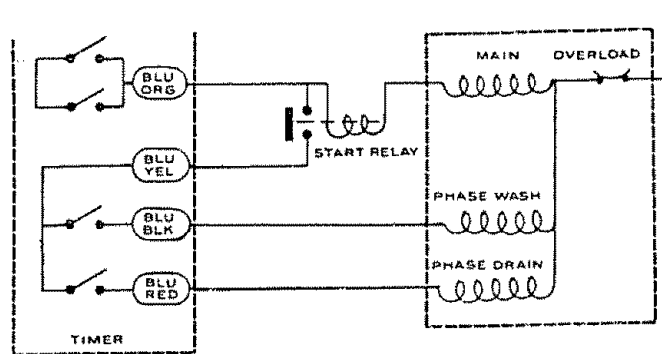 MAIN OVERLOAD
BLU
ORG
START RELAY
BLU
YEL
PHASE WASH
BLU
BLK
PHASE DRAIN
BLU
RED
TIMER